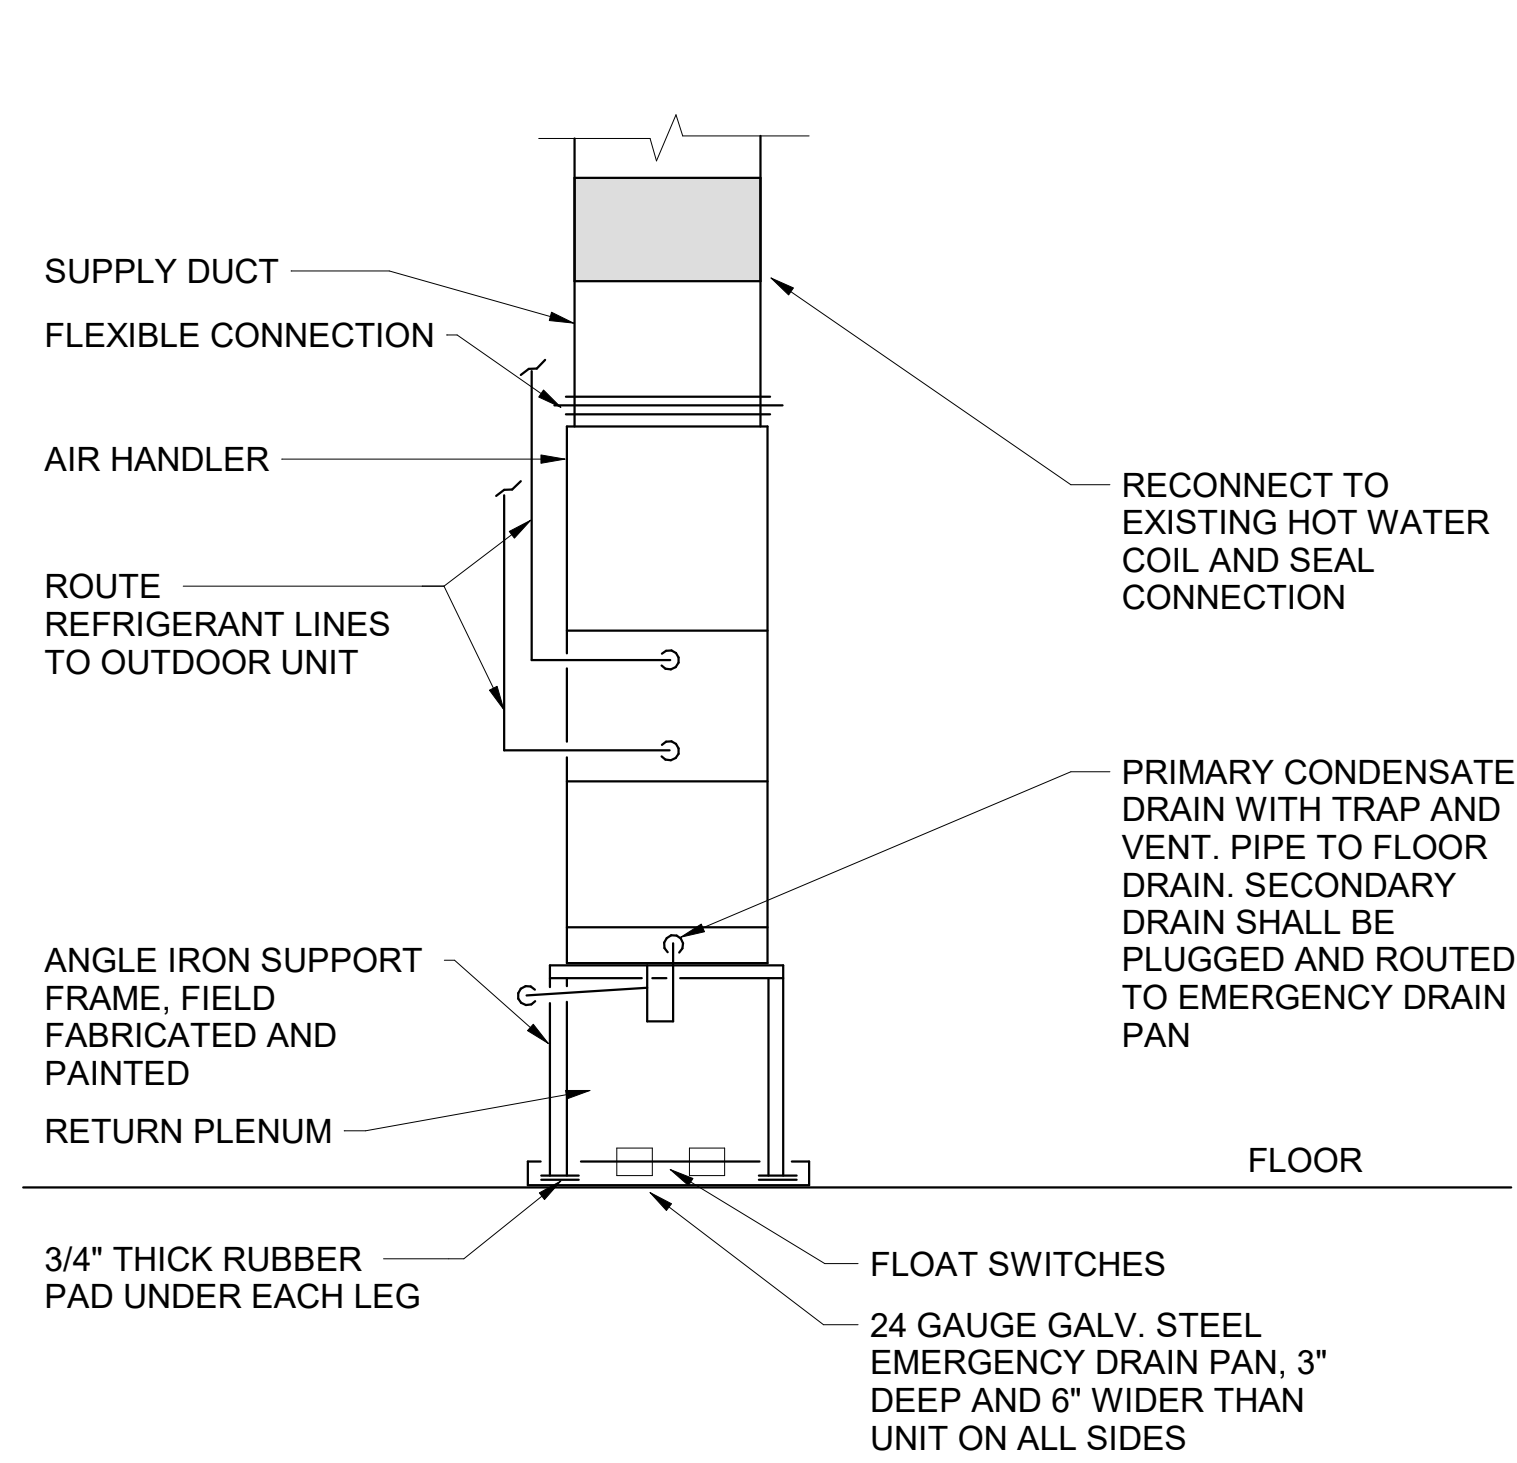 SUPPLY DUCT
FLEXIBLE CONNECTION
AIR HANDLER
ROUTE
REFRIGERANT LINES
TO OUTDOOR UNIT
ANGLE IRON SUPPORT
FRAME, FIELD
FABRICATED AND
PAINTED
RETURN PLENUM
3/4" THICK RUBBER
PAD UNDER EACH LEG
RECONNECT TO
EXISTING HOT WATER
COIL AND SEAL
CONNECTION
PRIMARY CONDENSATE
DRAIN WITH TRAP AND
VENT. PIPE TO FLOOR
DRAIN. SECONDARY
DRAIN SHALL BE
PLUGGED AND ROUTED
TO EMERGENCY DRAIN
PAN
FLOOR
FLOAT SWITCHES
24 GAUGE GALV. STEEL
EMERGENCY DRAIN PAN, 3"
DEEP AND 6" WIDER THAN
UNIT ON ALL SIDES